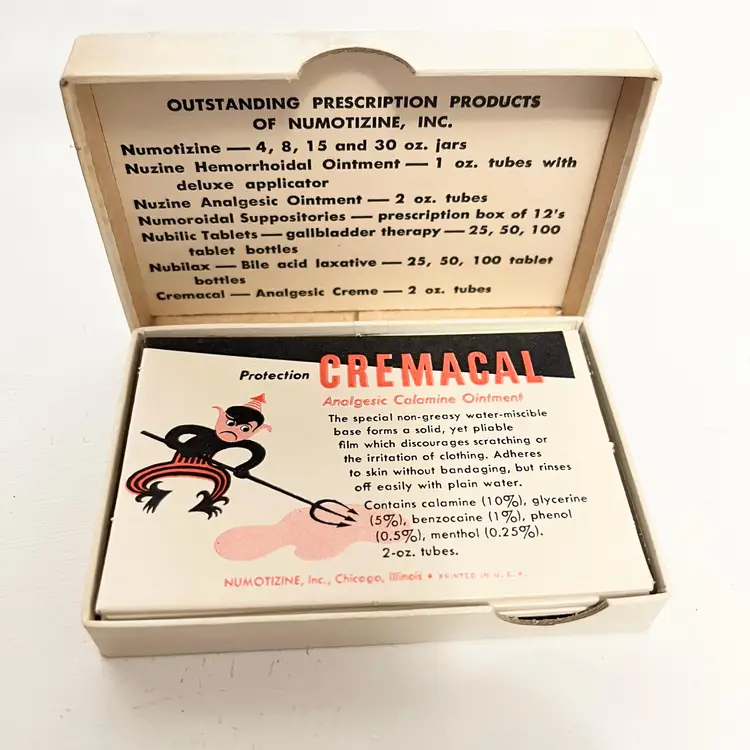 OUTSTANDING PRESCRIPTION PRODUCTS
OF NUMOTIZINE, INC.
Numotizine — 4, 8, 15 and 30 oz. jars
Nuzine Hemorrhoidal Ointment — 1 oz. tubes with
deluxe applicator
Nuzine Analgesic Ointment — 2 oz. tubes
Numoroidal Suppositories — prescription box of 12's
Nubilic Tablets — gallbladder therapy — 25, 50, 100
tablet bottles
Nubilax — Bile acid laxative — 25, 50, 100 tablet
bottles
Cremacal — Analgesic Creme — 2 oz. tubes
Protection CREMACAL
Analgesic Calamine Ointment
The special non-greasy water-miscible
base forms a solid, yet pliable
film which discourages scratching or
the irritation of clothing. Adheres
to skin without bandaging, but rinses
off easily with plain water.
Contains calamine (10%), glycerine
(5%), benzocaine (1%), phenol
(0.5%), menthol (0.25%).
2-oz. tubes.
NUMOTIZINE, Inc., Chicago, Illinois • PRINTED IN U. S. A.